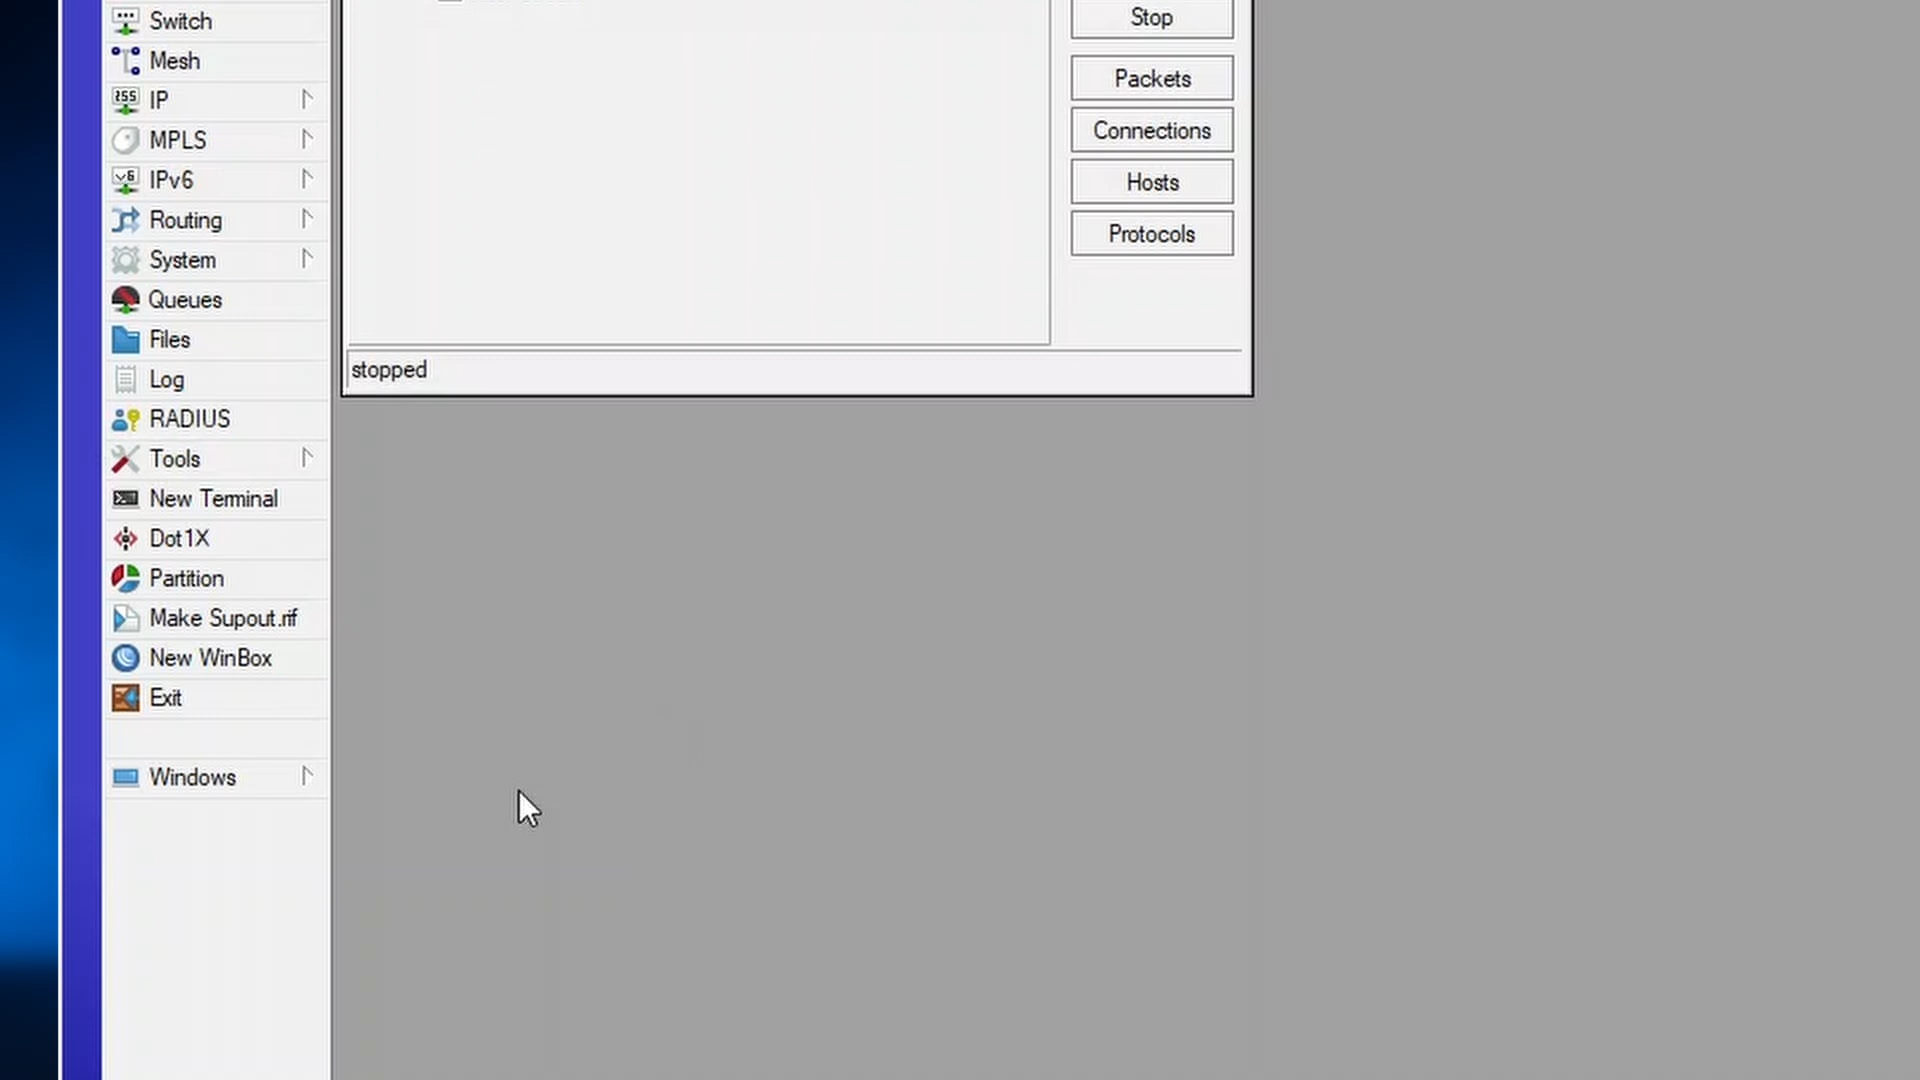 Switch
Mesh
IP
MPLS
IPv6
Routing
System
Queues
Files
Log
RADIUS
Tools
New Terminal
Dot1X
Partition
Make Supout.rif
New WinBox
Exit
Windows
Stop
Packets
Connections
Hosts
Protocols
stopped